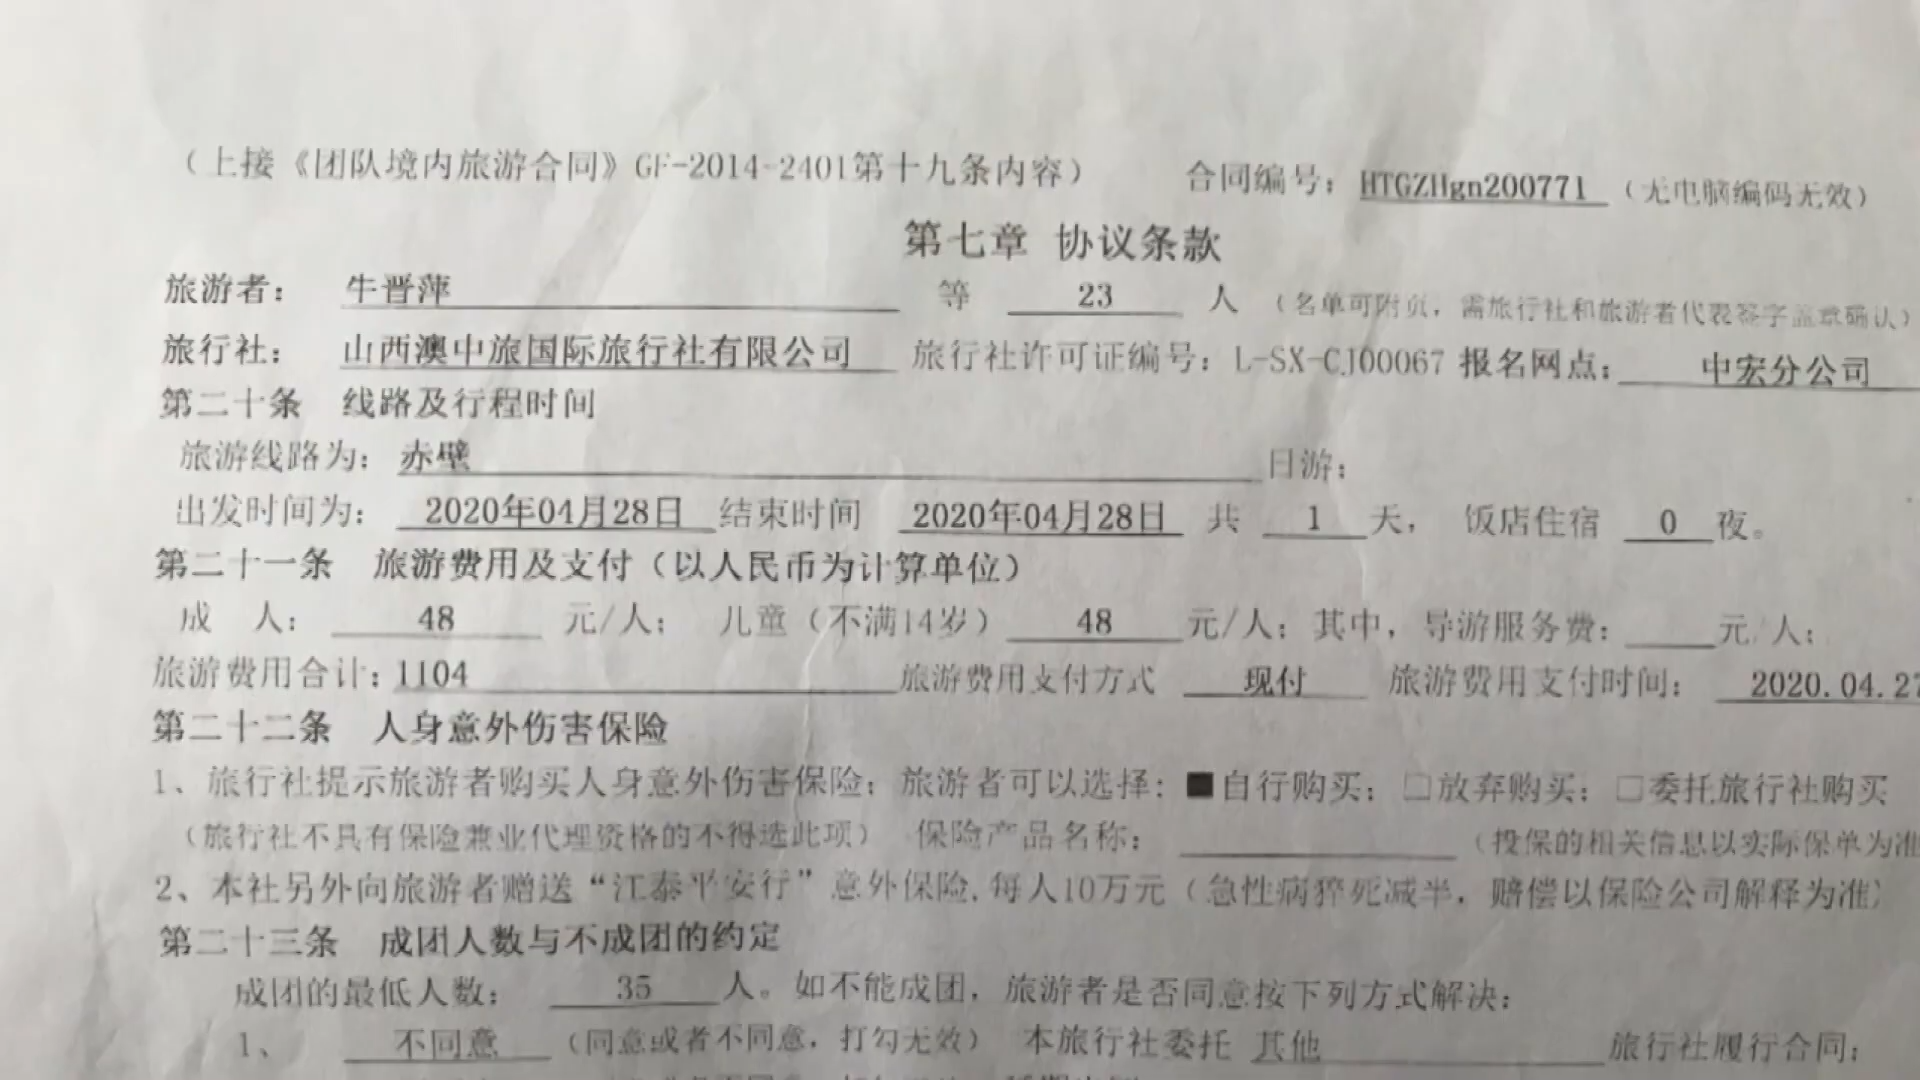 （上接《团队境内旅游合同》GF-2014-2401第十九条内容） 合同编号：HTGZHgn200771（无电脑编码无效）
第七章 协议条款
旅游者： 牛晋萍 等 23 人 （名单可附页，需旅行社和旅游者代表签字盖章确认）
旅行社： 山西澳中旅国际旅行社有限公司 旅行社许可证编号：L-SX-CJ00067 报名网点： 中宏分公司
第二十条 线路及行程时间
旅游线路为：赤壁 日游；
出发时间为： 2020年04月28日 结束时间 2020年04月28日 共 1 天， 饭店住宿 0 夜。
第二十一条 旅游费用及支付（以人民币为计算单位）
成 人： 48 元/人； 儿童（不满14岁） 48 元/人；其中，导游服务费： 元/人；
旅游费用合计：1104 旅游费用支付方式 现付 旅游费用支付时间： 2020.04.27
第二十二条 人身意外伤害保险
1、旅行社提示旅游者购买人身意外伤害保险；旅游者可以选择：■自行购买；□放弃购买；□委托旅行社购买
（旅行社不具有保险兼业代理资格的不得选此项） 保险产品名称： （投保的相关信息以实际保单为准
2、本社另外向旅游者赠送“江泰平安行”意外保险，每人10万元（急性病猝死减半，赔偿以保险公司解释为准）
第二十三条 成团人数与不成团的约定
成团的最低人数： 35 人。如不能成团，旅游者是否同意按下列方式解决：
1、 不同意 （同意或者不同意，打勾无效） 本旅行社委托 其他 旅行社履行合同；